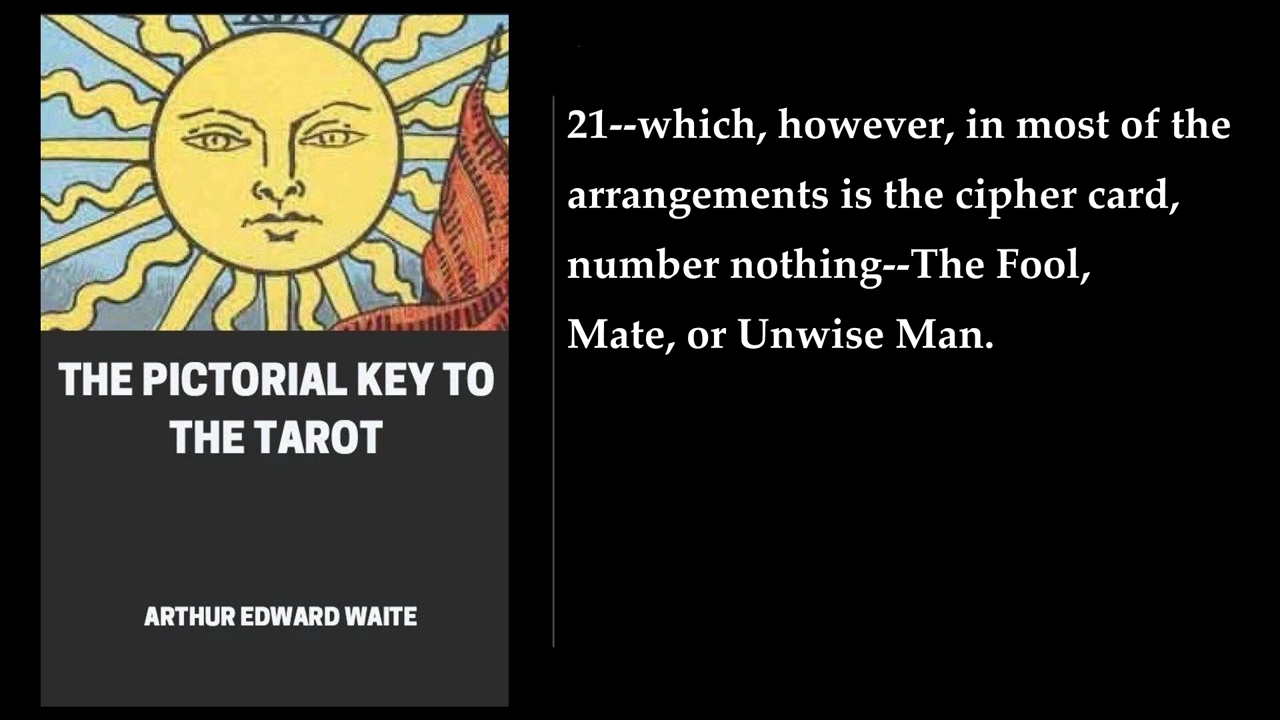 XIX
THE PICTORIAL KEY TO
THE TAROT
ARTHUR EDWARD WAITE
21--which, however, in most of the
arrangements is the cipher card,
number nothing--The Fool,
Mate, or Unwise Man.